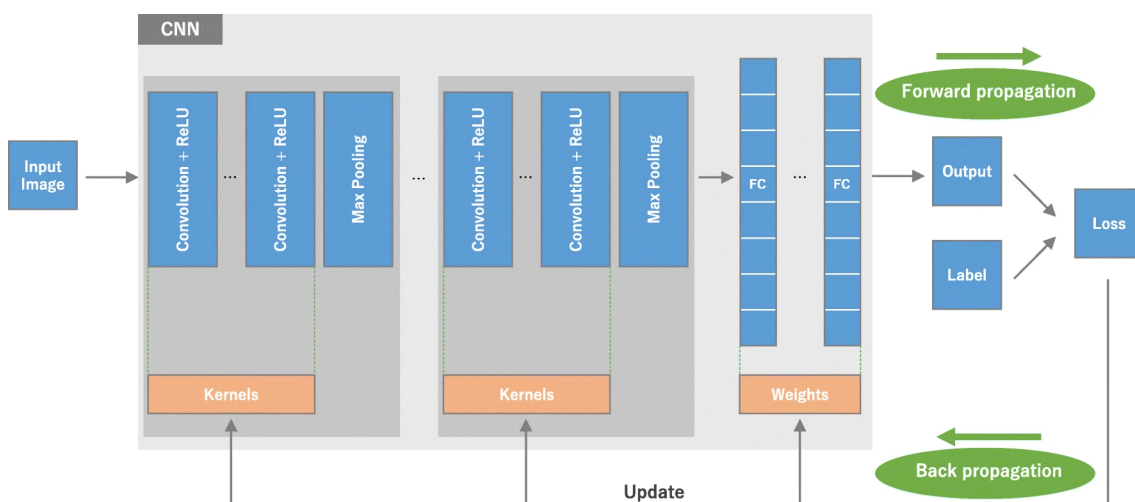 CNN
Forward propagation
Input
Image
Convolution + ReLU
...
Convolution + ReLU
Max Pooling
...
Convolution + ReLU
...
Convolution + ReLU
Max Pooling
FC
...
FC
Output
Label
Loss
Kernels
Kernels
Weights
Back propagation
Update